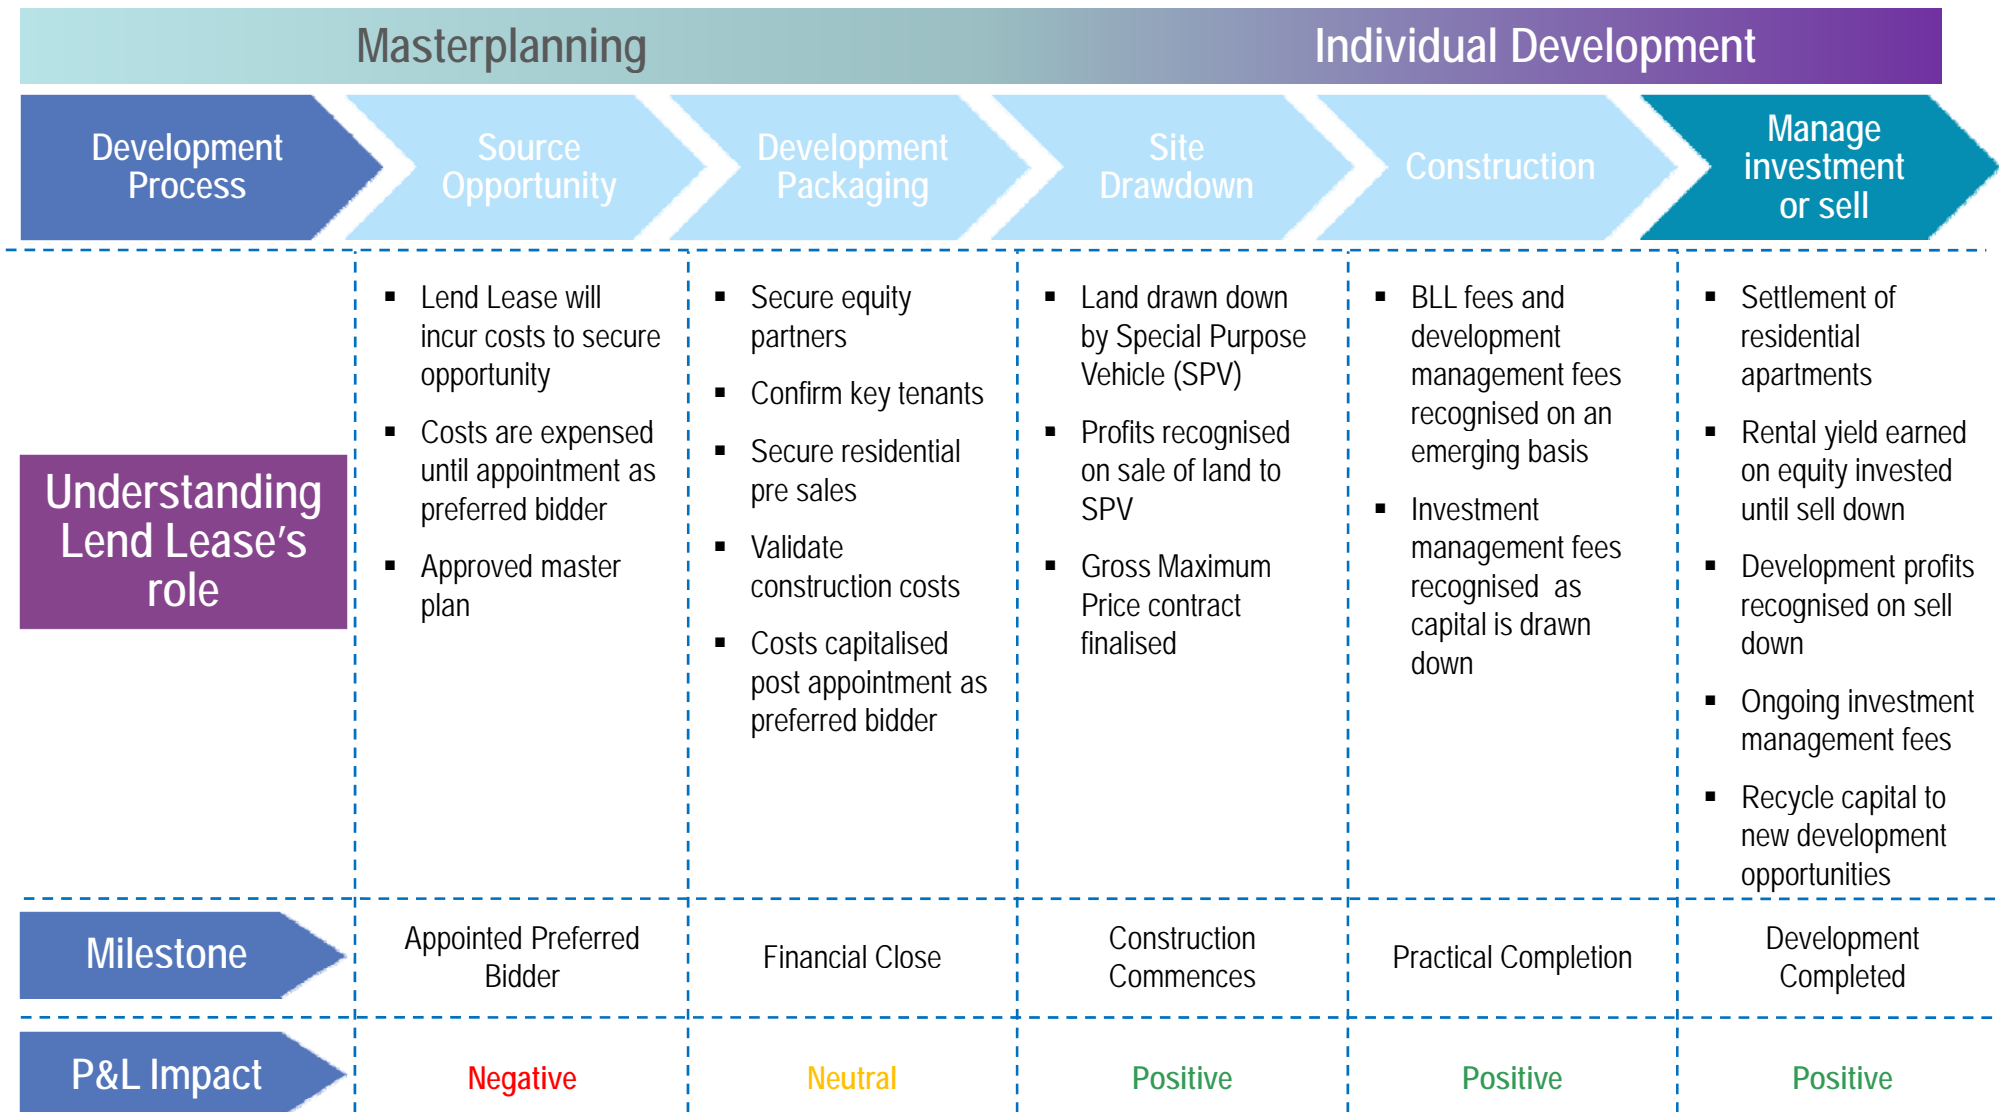 Masterplanning
Individual Development
Development
Process
Source
Opportunity
Development
Packaging
Site
Drawdown
Construction
Manage
investment
or sell
Understanding
Lend Lease's
role
▪ Lend Lease will
incur costs to secure
opportunity
▪ Costs are expensed
until appointment as
preferred bidder
▪ Approved master
plan
▪ Secure equity
partners
▪ Confirm key tenants
▪ Secure residential
pre sales
▪ Validate
construction costs
▪ Costs capitalised
post appointment as
preferred bidder
▪ Land drawn down
by Special Purpose
Vehicle (SPV)
▪ Profits recognised
on sale of land to
SPV
▪ Gross Maximum
Price contract
finalised
▪ BLL fees and
development
management fees
recognised on an
emerging basis
▪ Investment
management fees
recognised as
capital is drawn
down
▪ Settlement of
residential
apartments
▪ Rental yield earned
on equity invested
until sell down
▪ Development profits
recognised on sell
down
▪ Ongoing investment
management fees
▪ Recycle capital to
new development
opportunities
Milestone
Appointed Preferred
Bidder
Financial Close
Construction
Commences
Practical Completion
Development
Completed
P&L Impact
Negative
Neutral
Positive
Positive
Positive